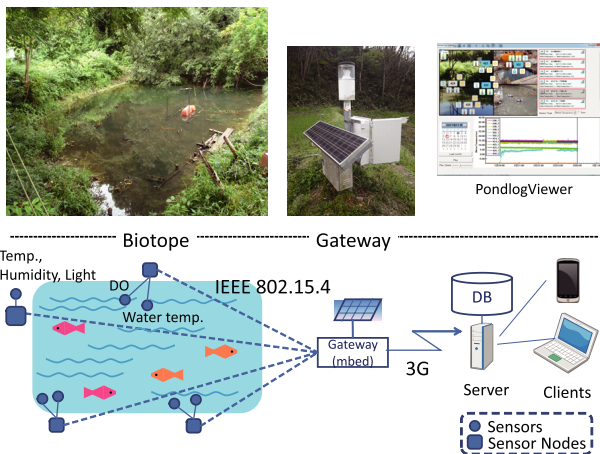 PondlogViewer
Biotope
Gateway
Temp.,
Humidity, Light
DO
IEEE 802.15.4
Water temp.
DB
Gateway
(mbed)
3G
Server
Clients
Sensors
Sensor Nodes